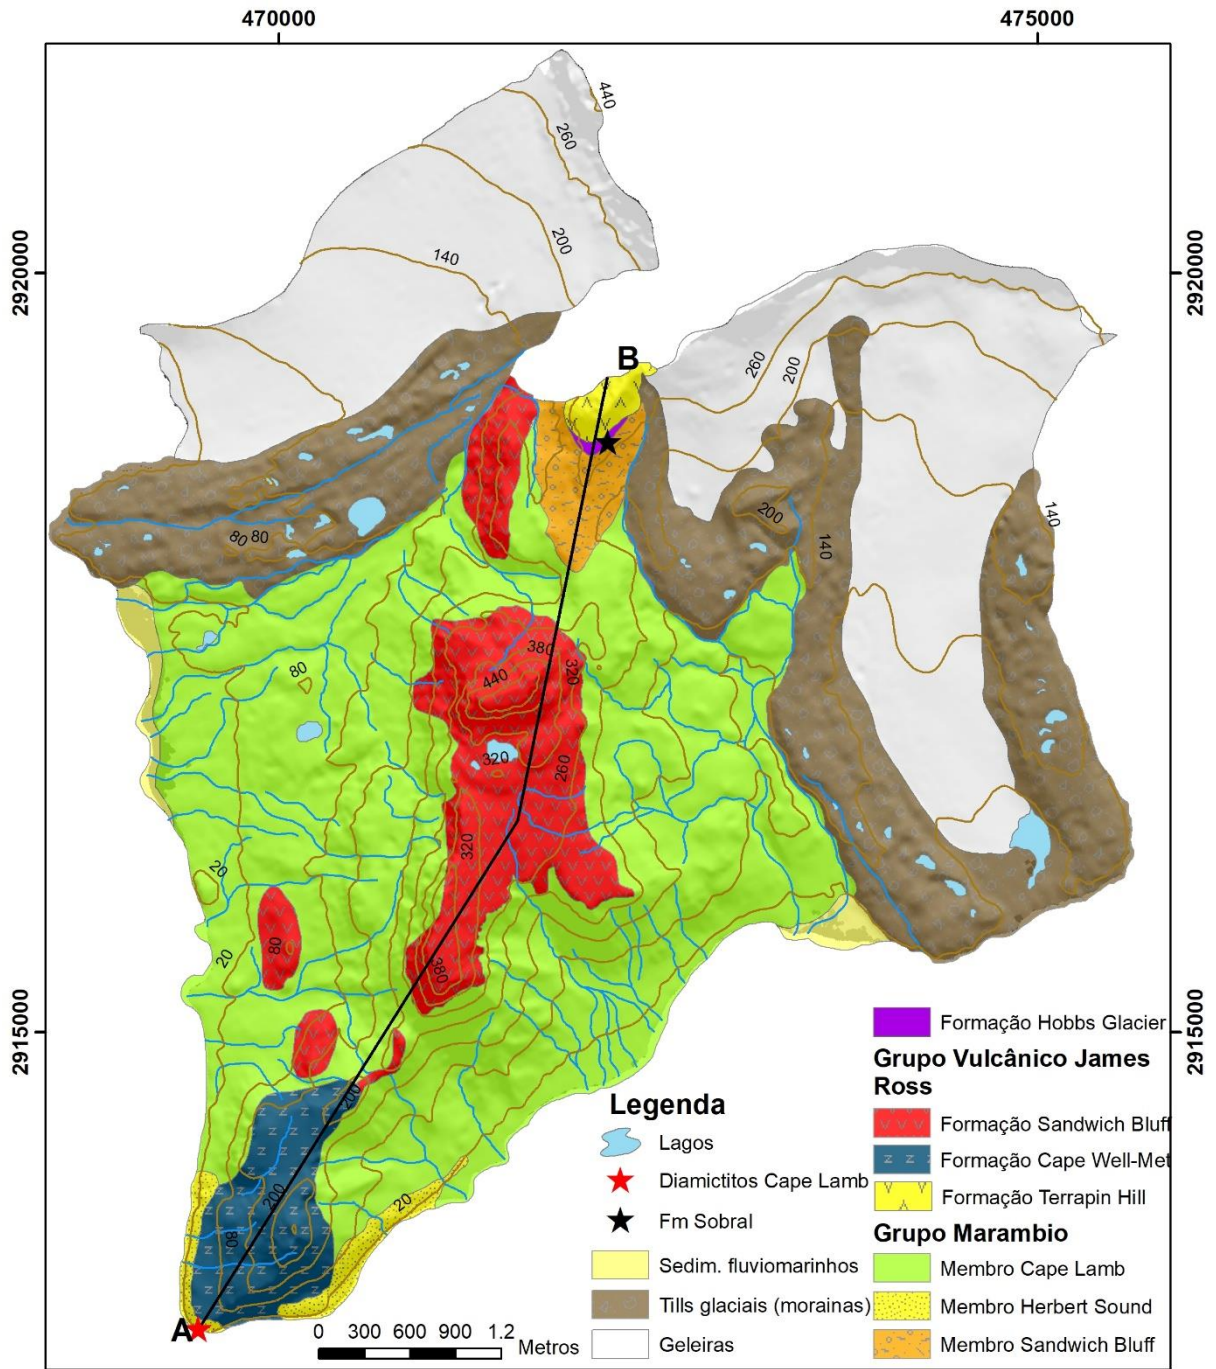 470000
475000
440
260
200
140
2920000
2920000
B
260
200
80
80
200
140
140
380
320
440
80
320
260
320
20
80
20
380
2915000
2915000
200
200
80
20
A
Formação Hobbs Glacier
Grupo Vulcânico James
Ross
Formação Sandwich Bluff
Formação Cape Well-Met
Formação Terrapin Hill
Grupo Marambio
Membro Cape Lamb
Membro Herbert Sound
Membro Sandwich Bluff
Legenda
Lagos
Diamictitos Cape Lamb
Fm Sobral
Sedim. fluviomarinhos
Tills glaciais (morainas)
Geleiras
0 300 600 900 1.2
Metros